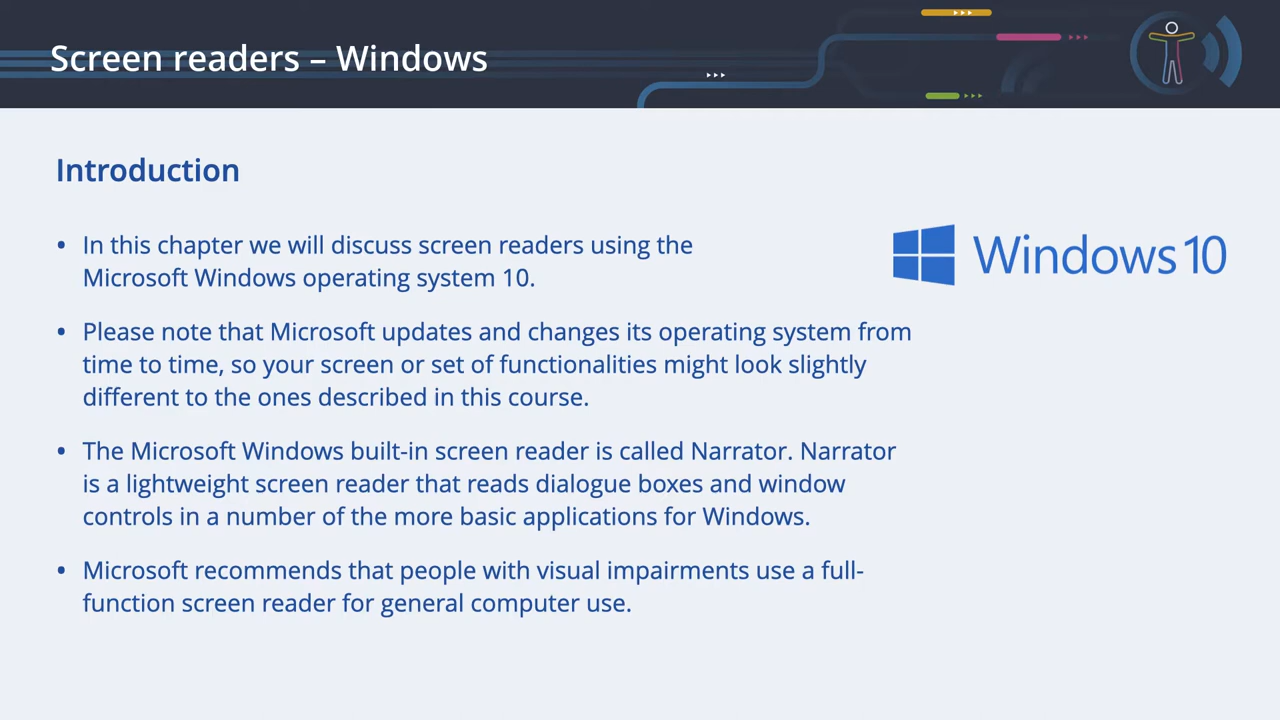 Screen readers – Windows
Introduction
• In this chapter we will discuss screen readers using the
Microsoft Windows operating system 10.
Windows 10
• Please note that Microsoft updates and changes its operating system from
time to time, so your screen or set of functionalities might look slightly
different to the ones described in this course.
• The Microsoft Windows built-in screen reader is called Narrator. Narrator
is a lightweight screen reader that reads dialogue boxes and window
controls in a number of the more basic applications for Windows.
• Microsoft recommends that people with visual impairments use a full-
function screen reader for general computer use.